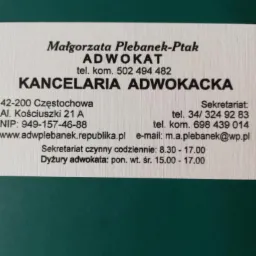 Małgorzata Plebanek-Ptak
ADWOKAT
tel. kom. 502 494 482
KANCELARIA ADWOKACKA
42-200 Częstochowa
Al. Kościuszki 21 A
NIP: 949-157-46-88
www.adwplebanek.republika.pl
Sekretariat:
tel. 34/ 324 92 83
tel. kom. 698 439 014
e-mail: m.a.plebanek@wp.pl
Sekretariat czynny codziennie: 8.30 - 17.00
Dyżury adwokata: pon. wt. śr. 15.00 - 17.00